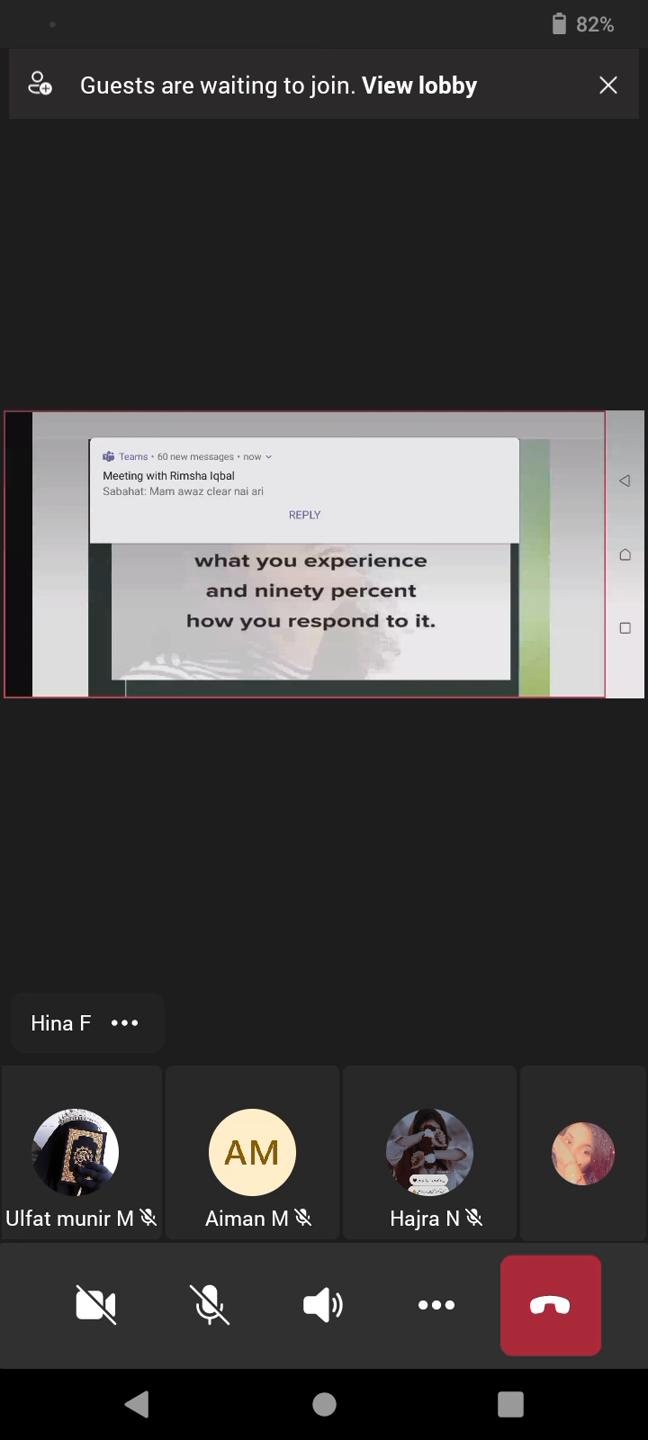 82%
Guests are waiting to join. View lobby
Teams • 60 new messages • now
Meeting with Rimsha Iqbal
Sabahat: Mam awaz clear nai ari
REPLY
what you experience
and ninety percent
how you respond to it.
Hina F
AM
Ulfat munir M
Aiman M
Hajra N